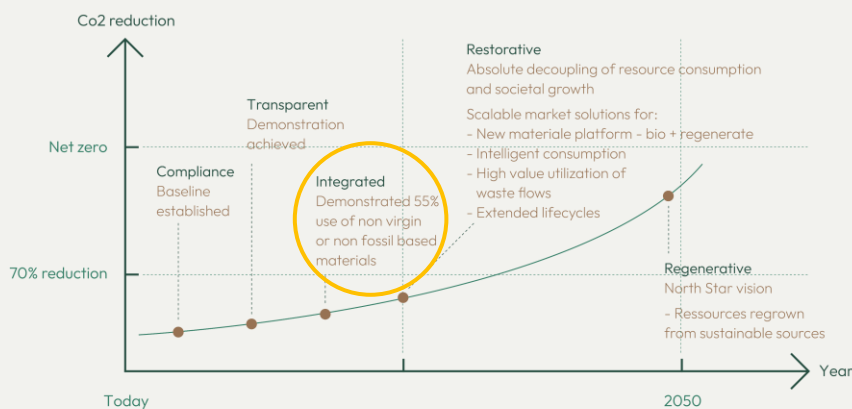 Co2 reduction
Restorative
Absolute decoupling of resource consumption
and societal growth
Scalable market solutions for:
- New materiale platform - bio + regenerate
- Intelligent consumption
- High value utilization of
waste flows
- Extended lifecycles
Transparent
Demonstration
achieved
Net zero
Compliance
Baseline
established
Integrated
Demonstrated 55%
use of non virgin
or non fossil based
materials
70% reduction
Regenerative
North Star vision
- Ressources regrown
from sustainable sources
Year
Today
2050